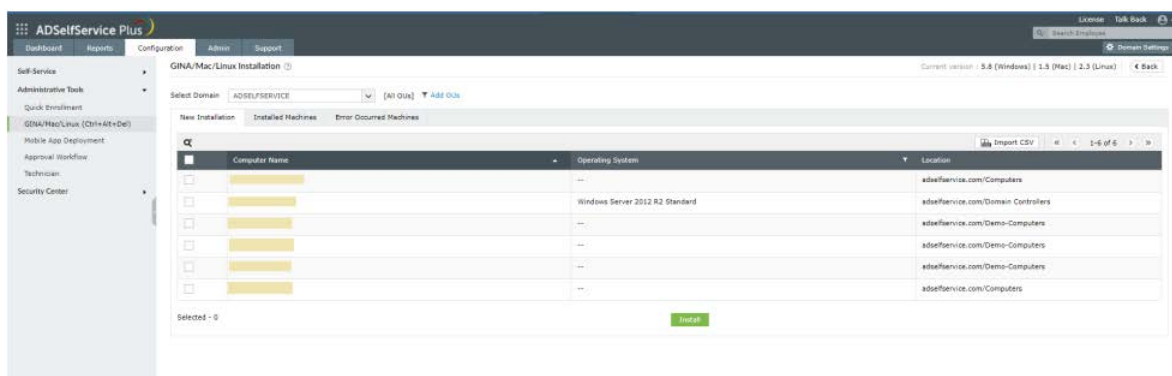 License Talk Back
ADSelfService Plus
Search Employee
Dashboard Reports Configuration Admin Support Domain Settings
Self-Service
Administrative Tools
Quick Enrollment
GINA/Mac/Linux (Ctrl+Alt+Del)
Mobile App Deployment
Approval Workflow
Technician
Security Center
GINA/Mac/Linux Installation
Current version : 5.8 (Windows) | 1.5 (Mac) | 2.3 (Linux) Back
Select Domain ADSELFSERVICE [All OUs] Add OUs
New Installation Installed Machines Error Occurred Machines
Import CSV 1-6 of 6
Computer Name Operating System Location
-- adselfservice.com/Computers
Windows Server 2012 R2 Standard adselfservice.com/Domain Controllers
-- adselfservice.com/Demo-Computers
-- adselfservice.com/Demo-Computers
-- adselfservice.com/Demo-Computers
-- adselfservice.com/Computers
Selected - 0
Install